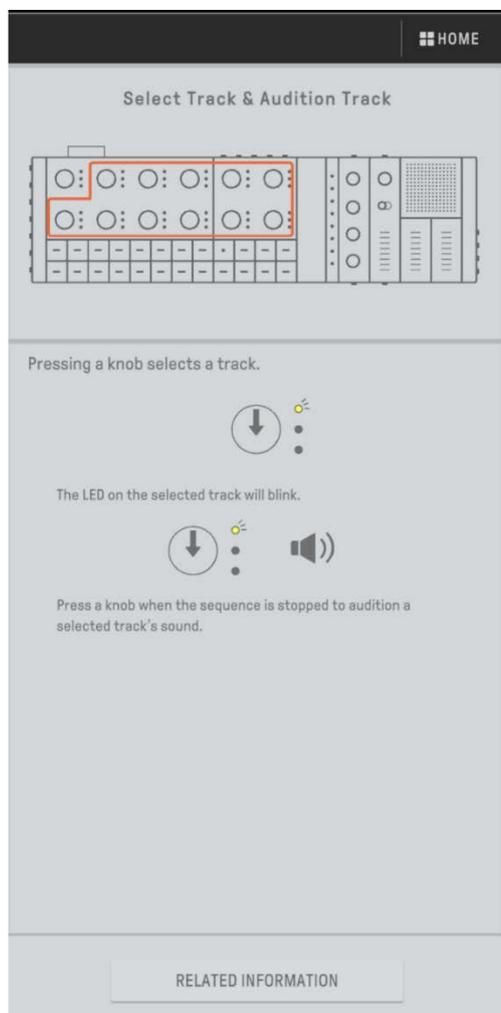 HOME
Select Track & Audition Track
Pressing a knob selects a track.
The LED on the selected track will blink.
Press a knob when the sequence is stopped to audition a
selected track's sound.
RELATED INFORMATION